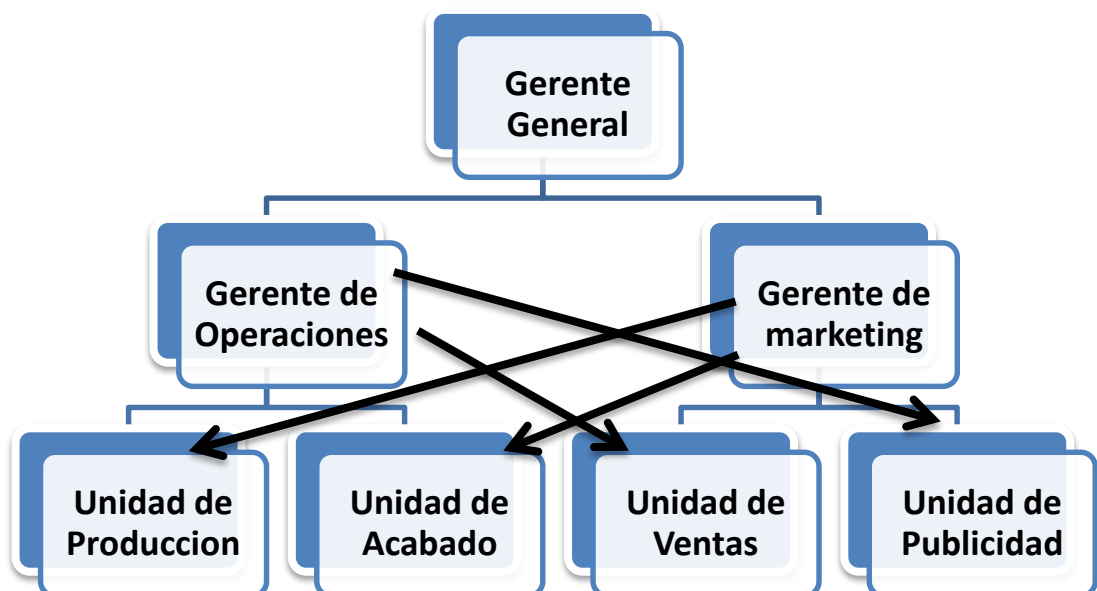 Gerente
General
Gerente de
Operaciones
Gerente de
marketing
Unidad de
Produccion
Unidad de
Acabado
Unidad de
Ventas
Unidad de
Publicidad